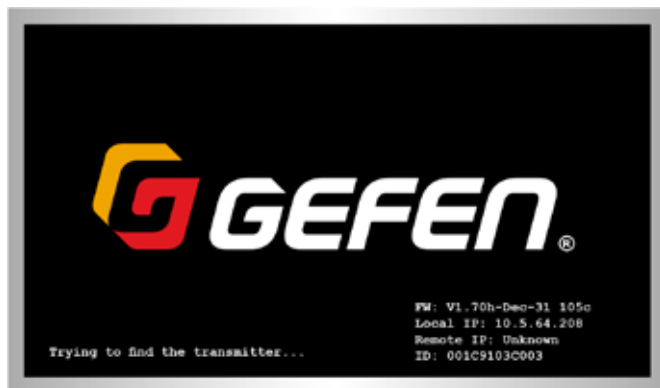 GEFEN®
Trying to find the transmitter...
FW: V1.70h-Dec-31 105c
Local IP: 10.5.64.208
Remote IP: Unknown
ID: 001C9103C003